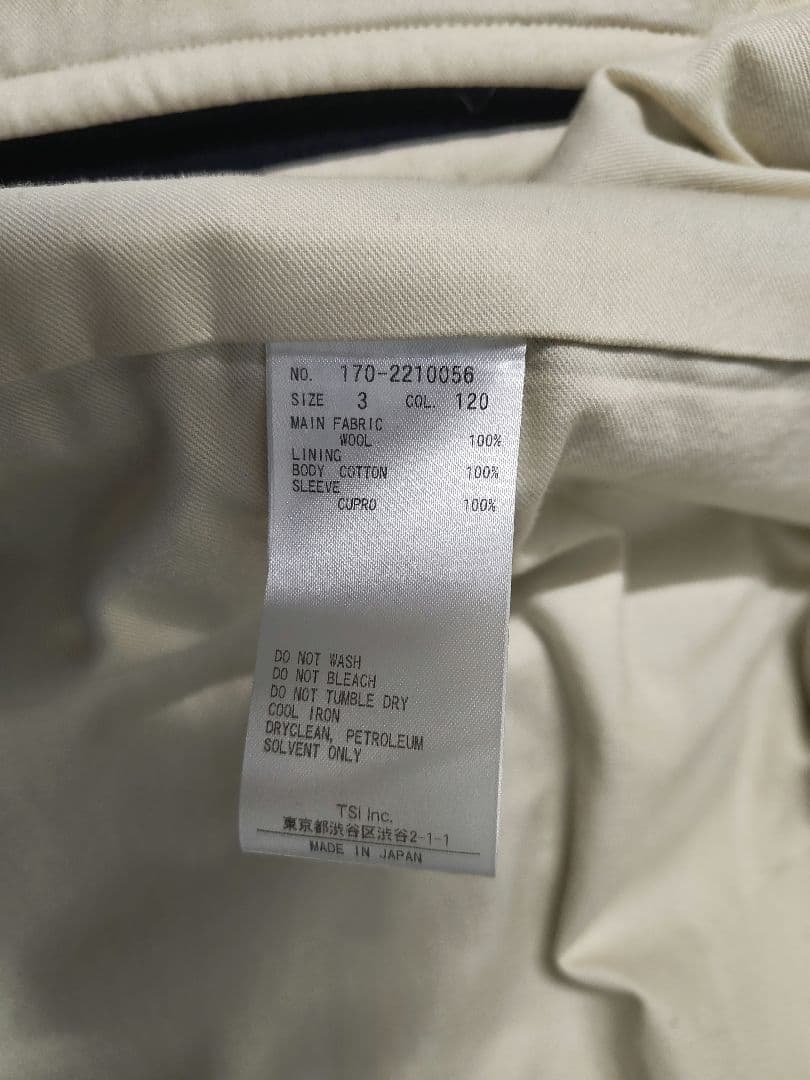 NO. 170-2210056
SIZE 3 COL. 120
MAIN FABRIC
WOOL 100%
LINING
BODY COTTON 100%
SLEEVE
CUPRO 100%
DO NOT WASH
DO NOT BLEACH
DO NOT TUMBLE DRY
COOL IRON
DRYCLEAN, PETROLEUM
SOLVENT ONLY
TSI Inc.
東京都渋谷区渋谷2-1-1
MADE IN JAPAN